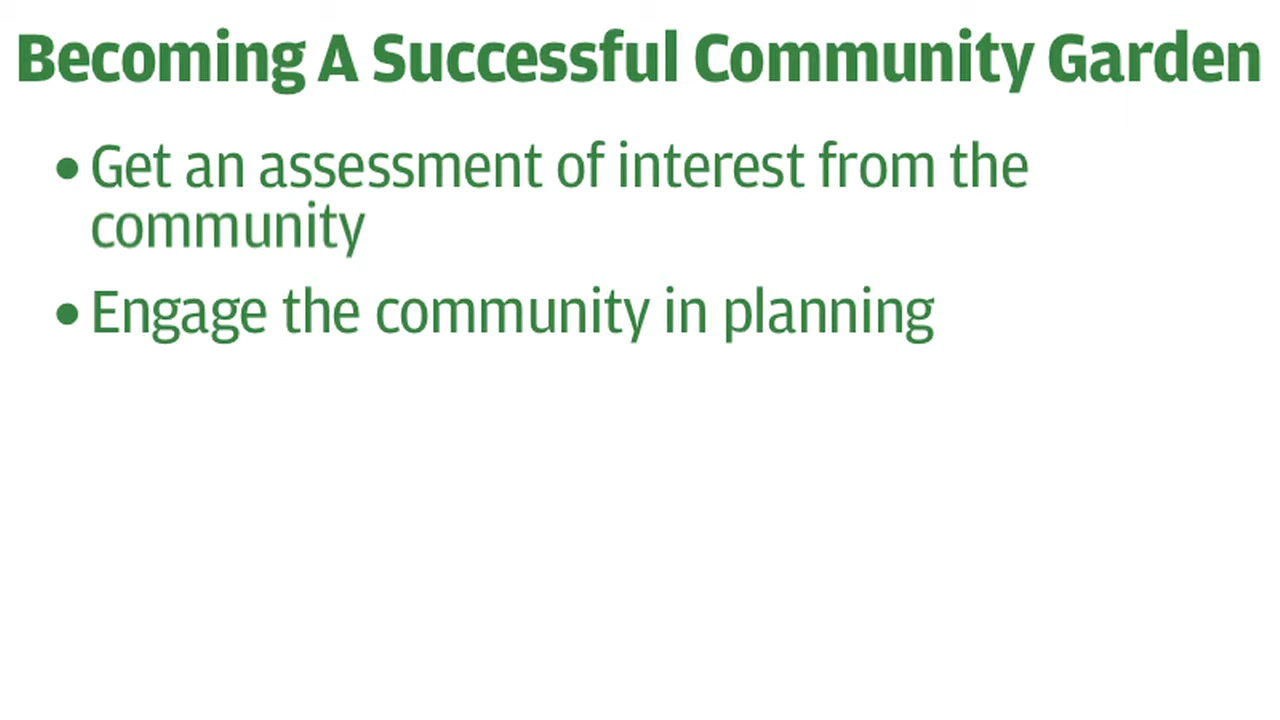 Becoming A Successful Community Garden
• Get an assessment of interest from the
community
• Engage the community in planning